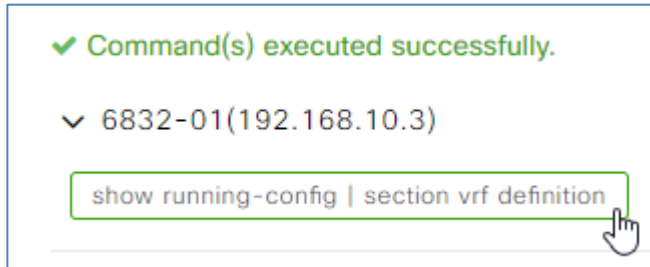 Command(s) executed successfully.
6832-01(192.168.10.3)
show running-config | section vrf definition